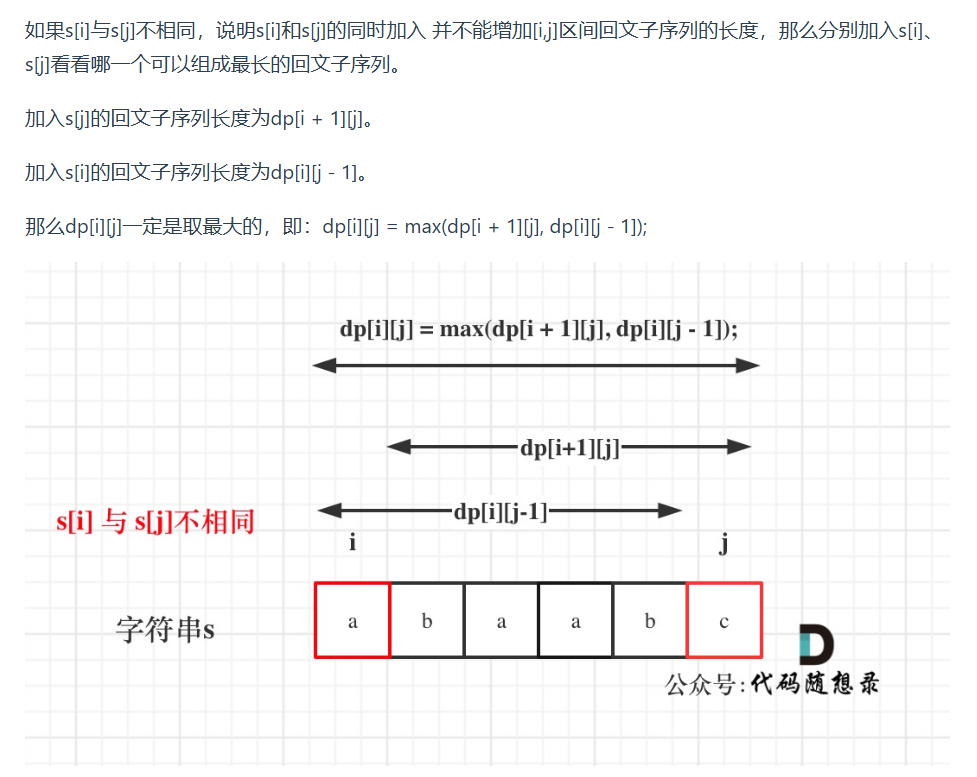 如果s[i]与s[j]不相同，说明s[i]和s[j]的同时加入 并不能增加[i,j]区间回文子序列的长度，那么分别加入s[i]、
s[j]看看哪一个可以组成最长的回文子序列。
加入s[j]的回文子序列长度为dp[i + 1][j]。
加入s[i]的回文子序列长度为dp[i][j - 1]。
那么dp[i][j]一定是取最大的，即：dp[i][j] = max(dp[i + 1][j], dp[i][j - 1]);
dp[i][j] = max(dp[i + 1][j], dp[i][j - 1]);
dp[i+1][j]
dp[i][j-1]
s[i] 与 s[j]不相同
i j
字符串s a b a a b c
D
公众号:代码随想录